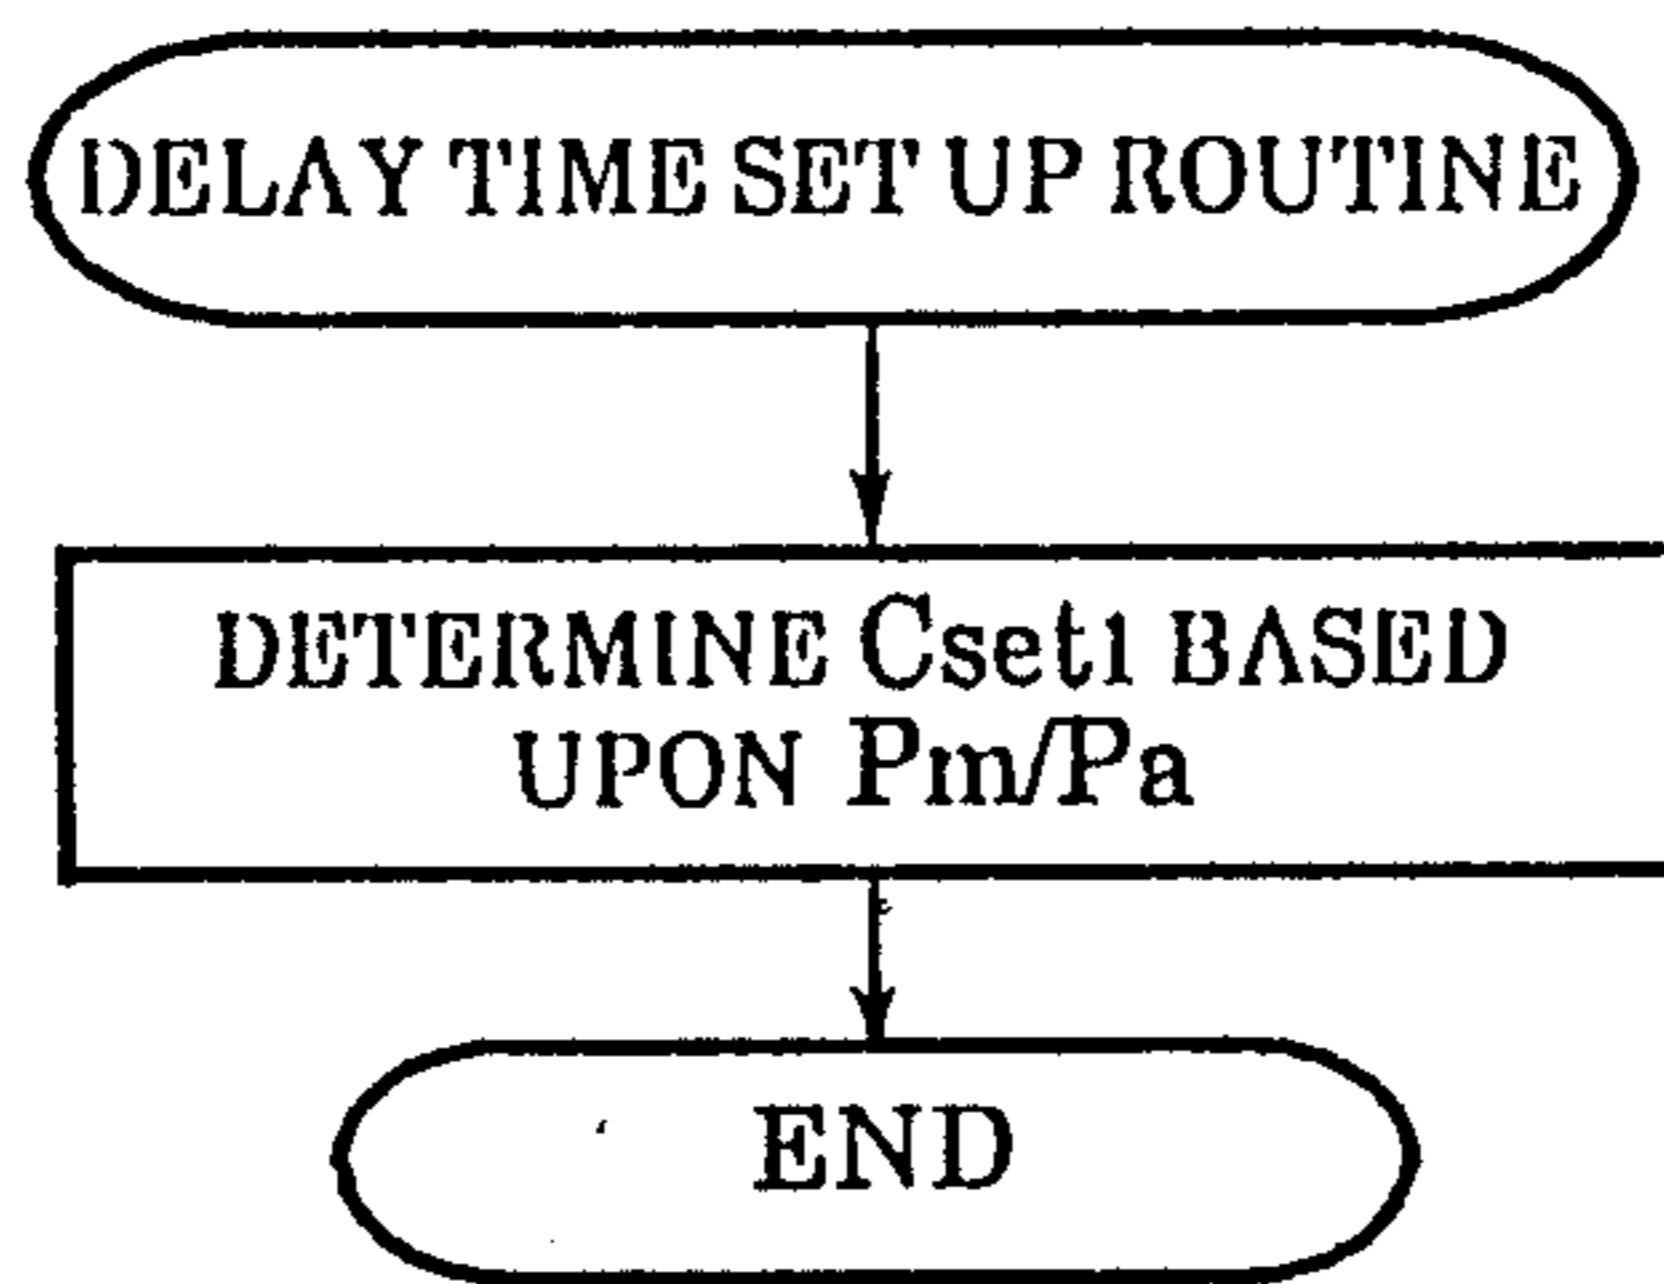 DELAY TIME SET UP ROUTINE
DETERMINE Cset1 BASED
UPON Pm/Pa
END